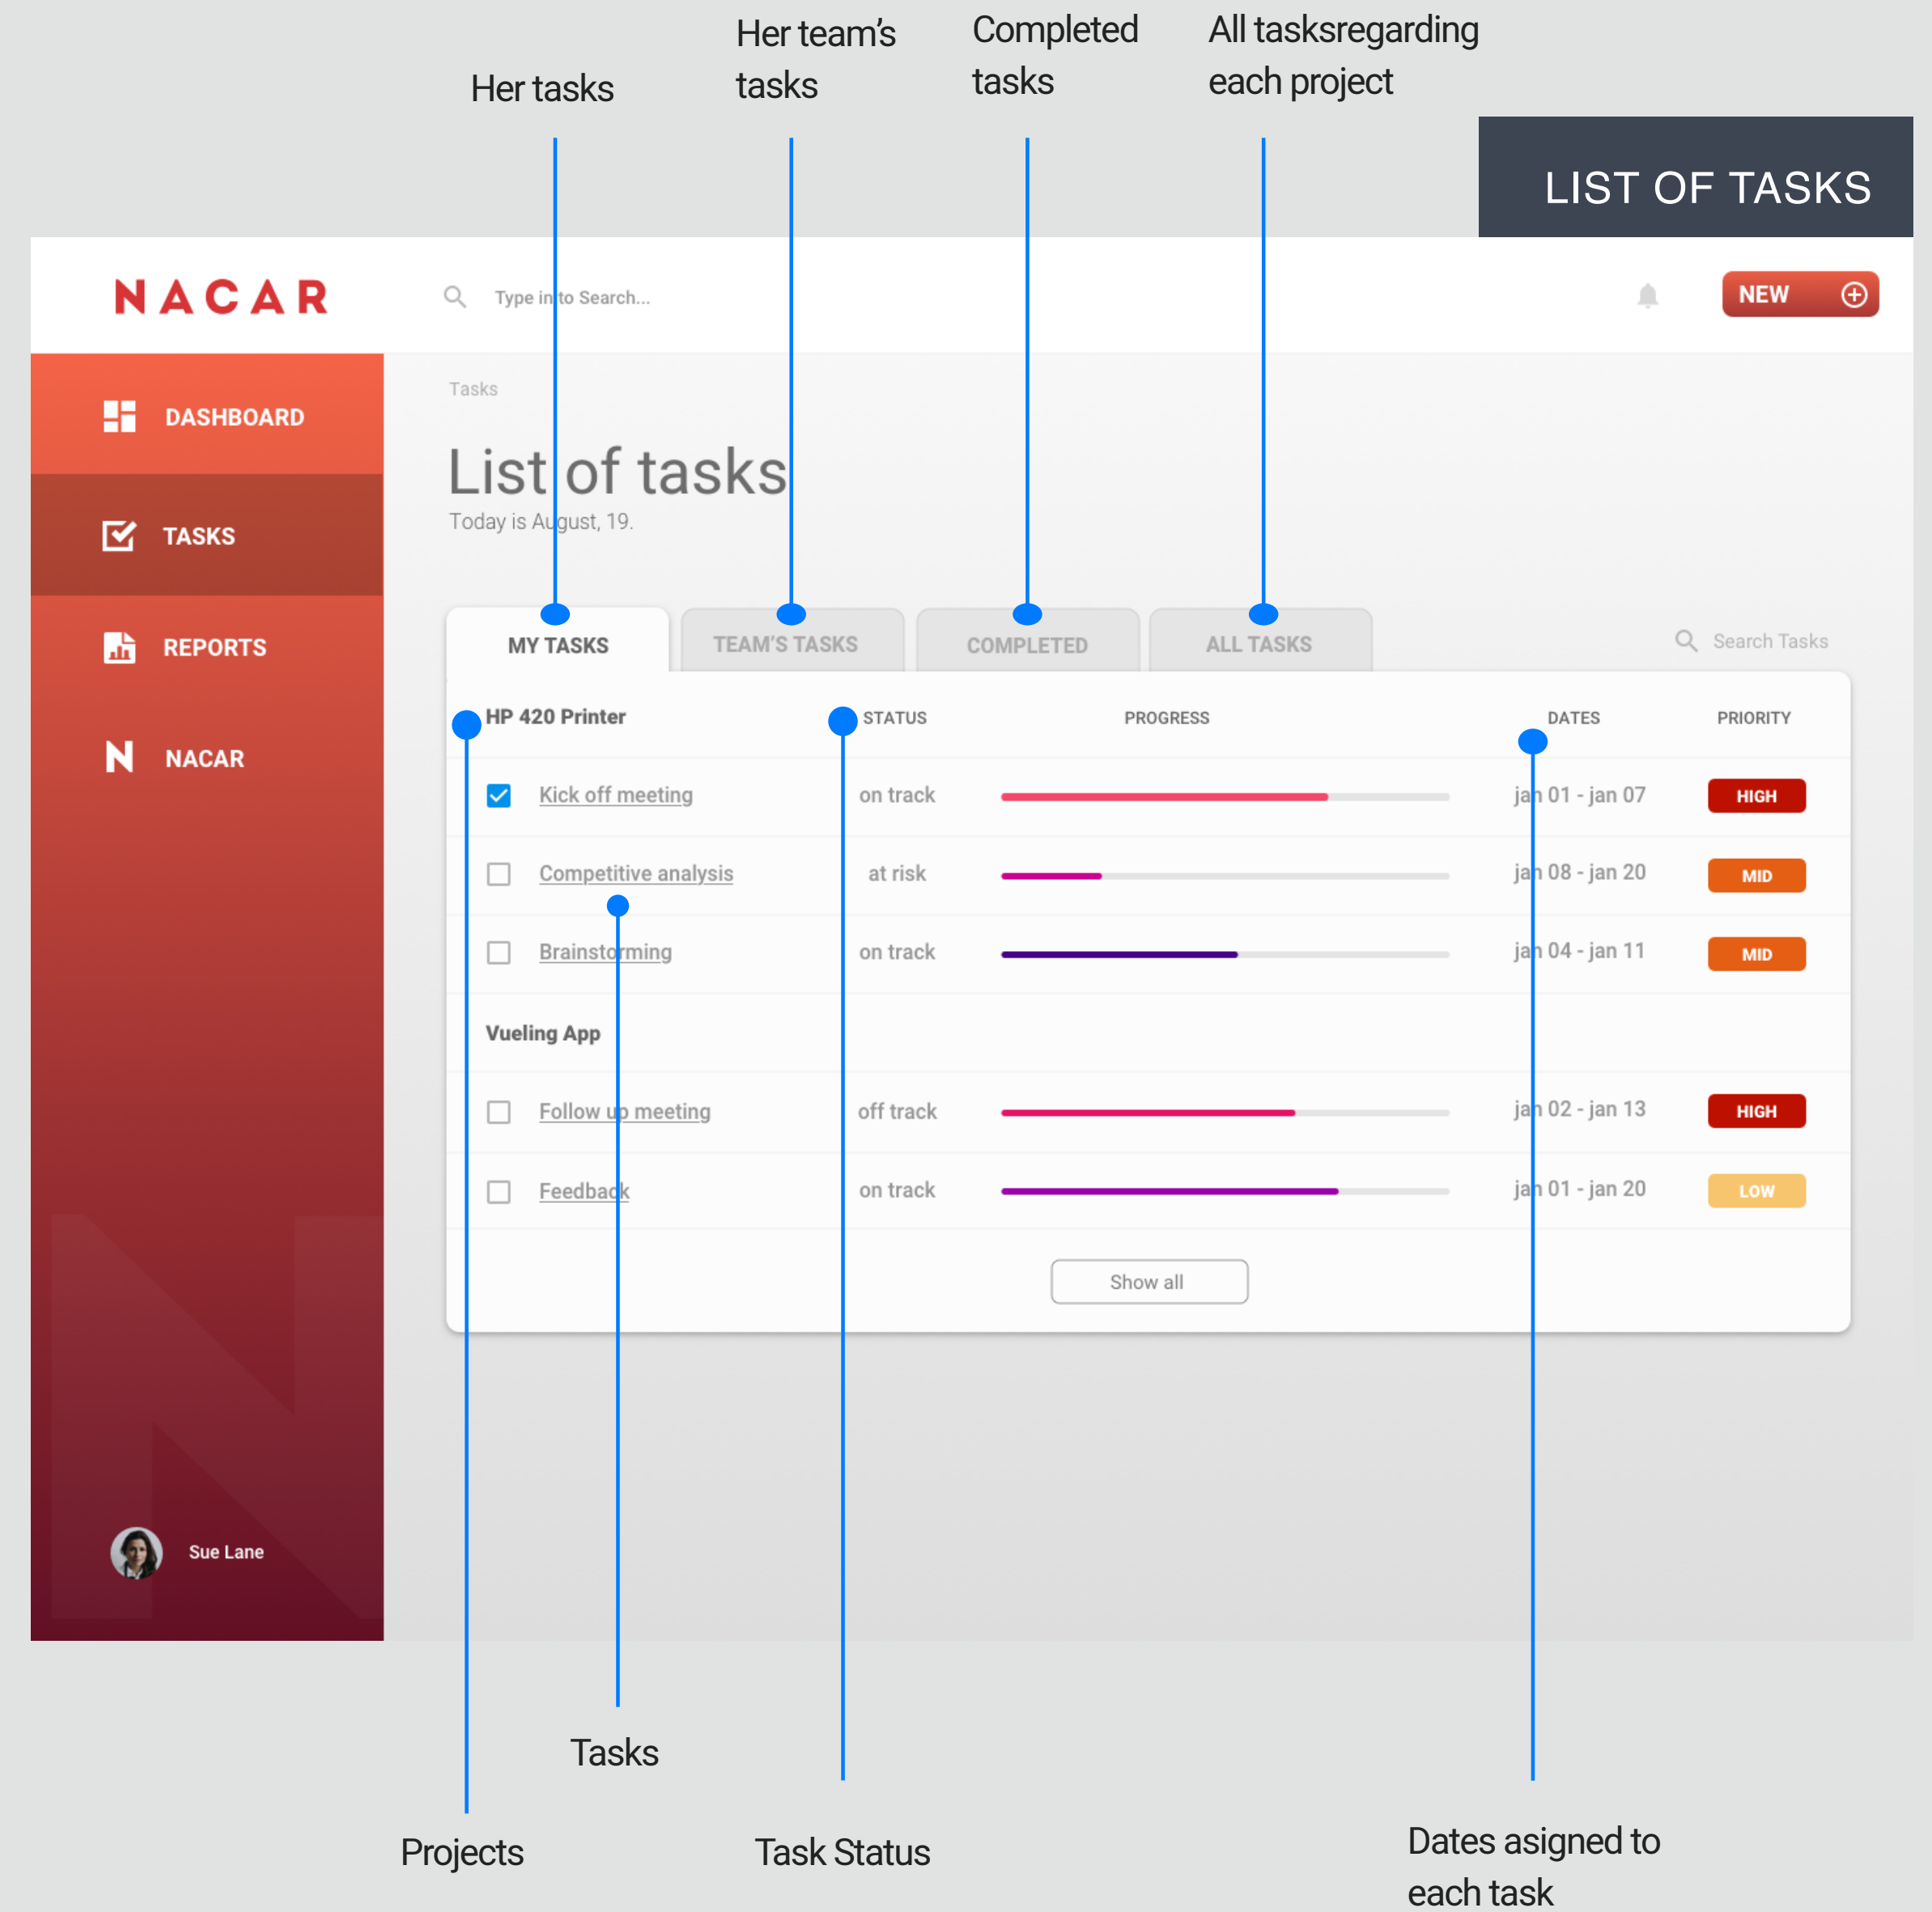 Her tasks
Her team's
tasks
Completed
tasks
All tasksregarding
each project
LIST OF TASKS
NACAR
Type in to Search...
NEW
DASHBOARD
TASKS
REPORTS
NACAR
Sue Lane
Tasks
List of tasks
Today is August, 19.
MY TASKS
TEAM'S TASKS
COMPLETED
ALL TASKS
Search Tasks
HP 420 Printer STATUS PROGRESS DATES PRIORITY
Kick off meeting on track jan 01 - jan 07 HIGH
Competitive analysis at risk jan 08 - jan 20 MID
Brainstorming on track jan 04 - jan 11 MID
Vueling App
Follow up meeting off track jan 02 - jan 13 HIGH
Feedback on track jan 01 - jan 20 LOW
Show all
Tasks
Projects
Task Status
Dates asigned to
each task